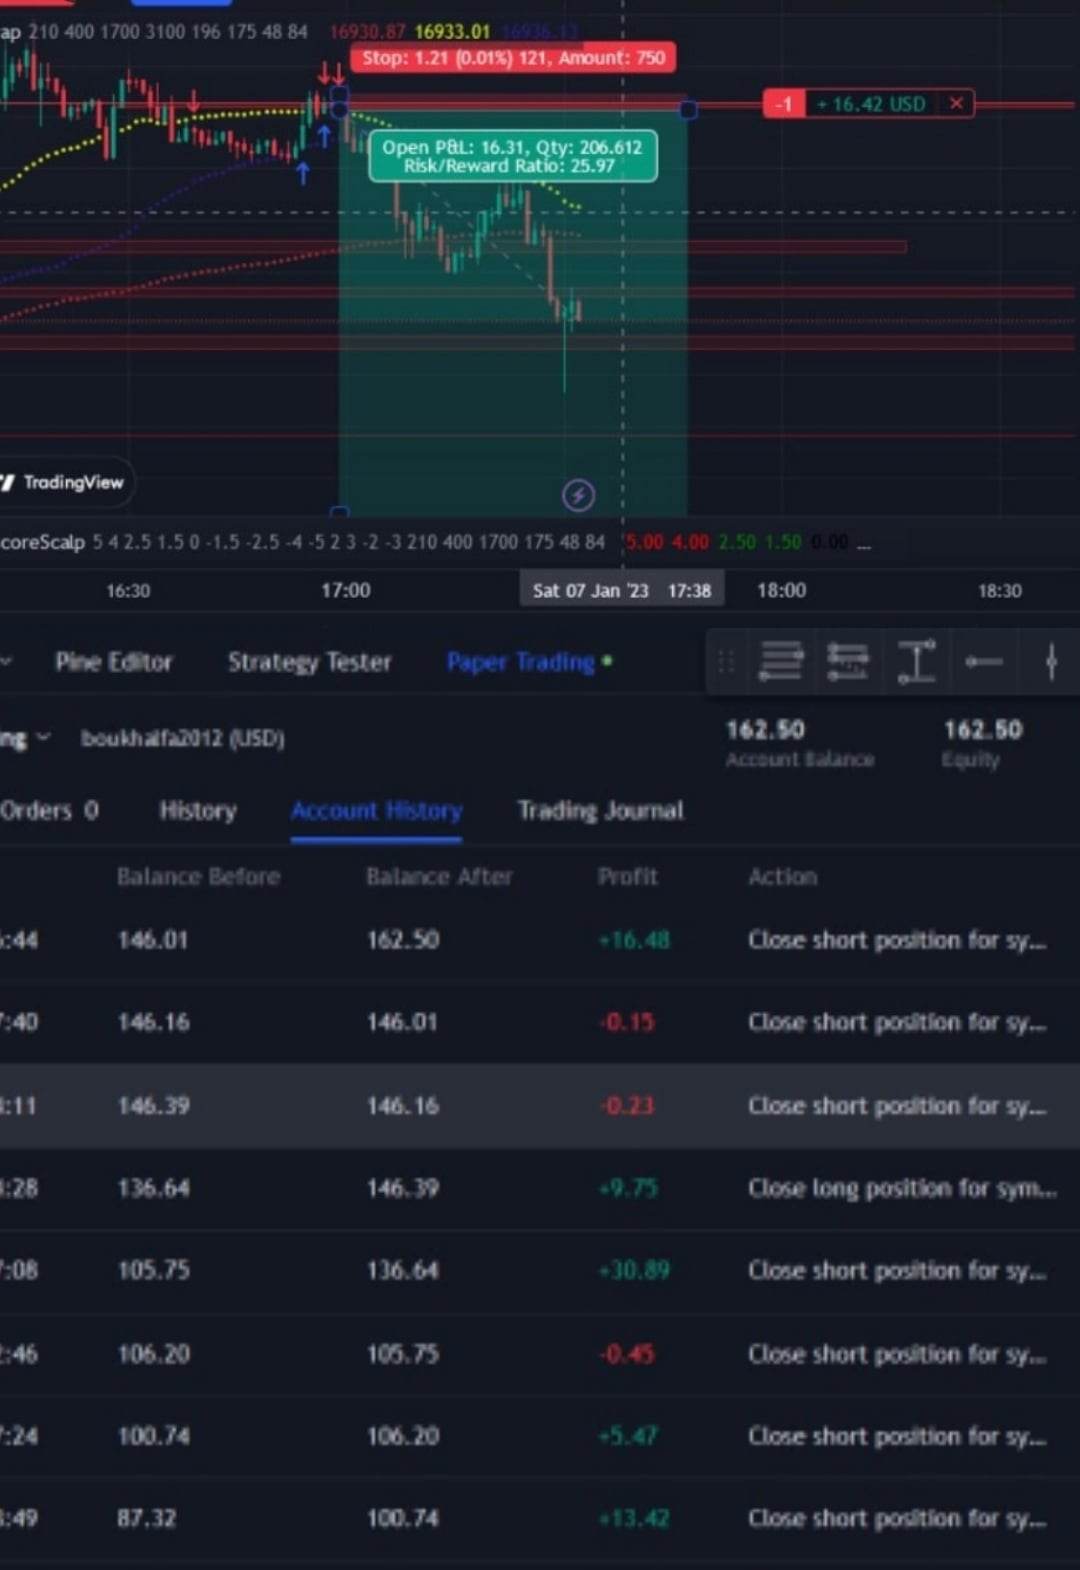 ap 210 400 1700 3100 196 175 48 84 16930.87 16933.01 16936.13
Stop: 1.21 (0.01%) 121, Amount: 750
-1 +16.42 USD ×
Open P&L: 16.31, Qty: 206.612
Risk/Reward Ratio: 25.97
TradingView
coreScalp 5 4 2.5 1.5 0 -1.5 -2.5 -4 -5 2 3 -2 -3 210 400 1700 175 48 84 5.00 4.00 2.50 1.50 0.00 ...
16:30 17:00 Sat 07 Jan '23 17:38 18:00 18:30
Pine Editor Strategy Tester Paper Trading
ng boukhalfa2012 (USD) 162.50 162.50
Account Balance Equity
Orders 0 History Account History Trading Journal
Balance Before Balance After Profit Action
:44 146.01 162.50 +16.48 Close short position for sy...
:40 146.16 146.01 -0.15 Close short position for sy...
:11 146.39 146.16 -0.23 Close short position for sy...
:28 136.64 146.39 +9.75 Close long position for sym...
:08 105.75 136.64 +30.89 Close short position for sy...
:46 106.20 105.75 -0.45 Close short position for sy...
:24 100.74 106.20 +5.47 Close short position for sy...
:49 87.32 100.74 +13.42 Close short position for sy...